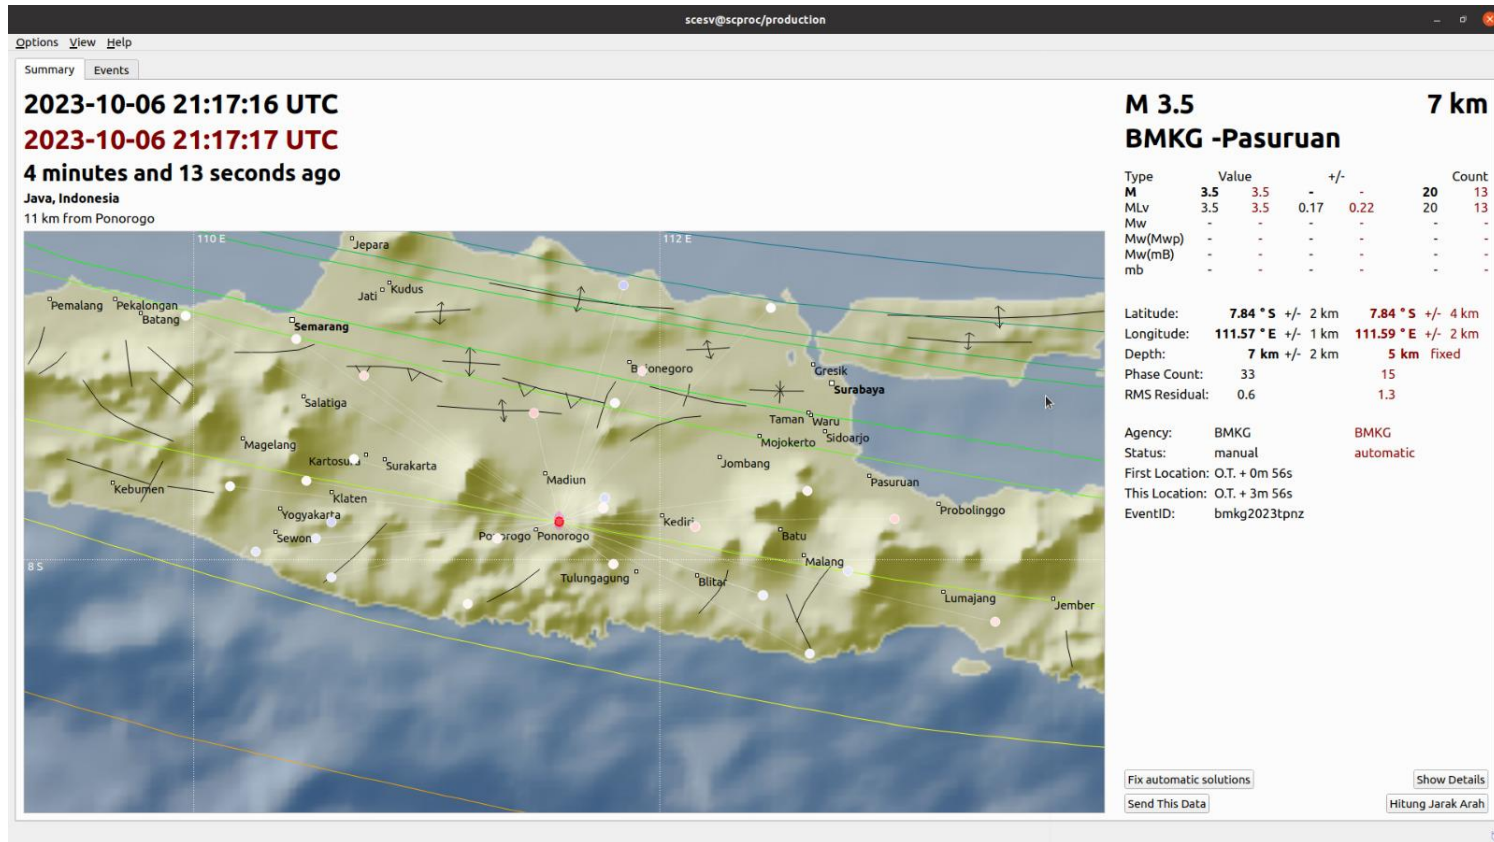 scesv@scproc/production
Options View Help
Summary Events
2023-10-06 21:17:16 UTC
2023-10-06 21:17:17 UTC
4 minutes and 13 seconds ago
Java, Indonesia
11 km from Ponorogo
M 3.5 7 km
BMKG -Pasuruan
Type Value +/- Count
M 3.5 3.5 - - 20 13
MLv 3.5 3.5 0.17 0.22 20 13
Mw - - - - - -
Mw(Mwp) - - - - - -
Mw(mB) - - - - - -
mb - - - - - -
Latitude: 7.84 ° S +/- 2 km 7.84 ° S +/- 4 km
Longitude: 111.57 ° E +/- 1 km 111.59 ° E +/- 2 km
Depth: 7 km +/- 2 km 5 km fixed
Phase Count: 33 15
RMS Residual: 0.6 1.3
Agency: BMKG BMKG
Status: manual automatic
First Location: O.T. + 0m 56s
This Location: O.T. + 3m 56s
EventID: bmkg2023tpnz
110 E 112 E
Jepara
Jati Kudus
Pemalang Pekalongan
Batang
Semarang
Gresik
Surabaya
Salatiga
Taman Waru
Magelang Mojokerto Sidoarjo
Surakarta Jombang
Kebumen Klaten Madiun Pasuruan
Yogyakarta Kediri Probolinggo
Sewon Ponorogo Batu
8 S Malang
Tulungagung Blitar
Lumajang Jember
Fix automatic solutions Show Details
Send This Data Hitung Jarak Arah